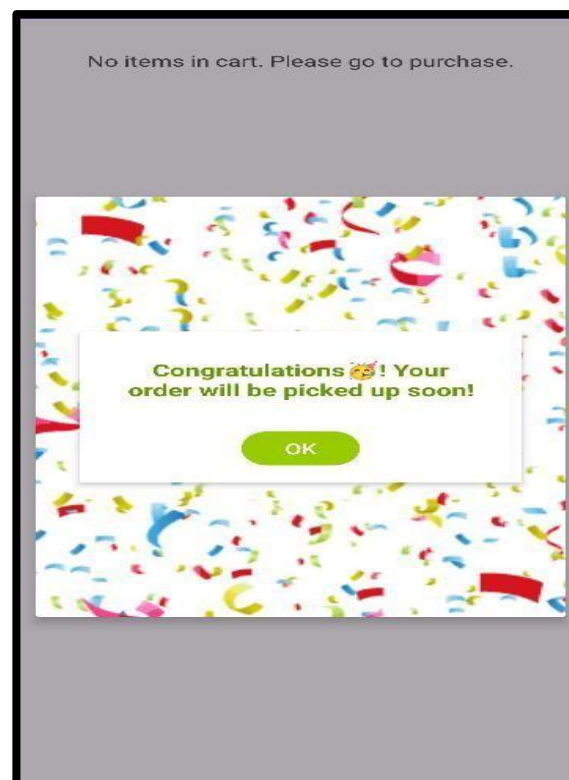 No items in cart. Please go to purchase.
Congratulations🥳! Your
order will be picked up soon!
OK